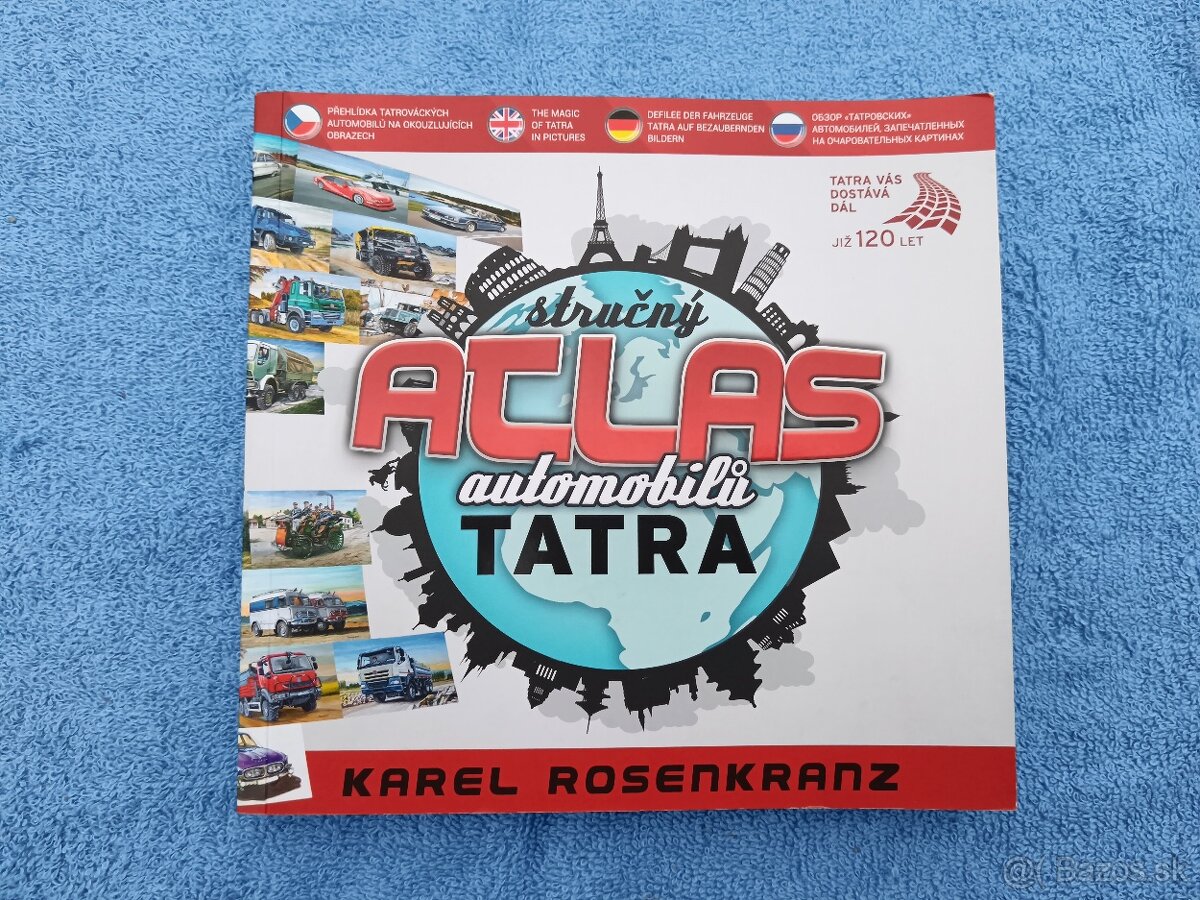 PŘEHLÍDKA TATROVÁCKÝCH
AUTOMOBILŮ NA OKOUZLUJÍCÍCH
OBRAZECH
THE MAGIC
OF TATRA
IN PICTURES
DEFILEE DER FAHRZEUGE
TATRA AUF BEZAUBERNDEN
BILDERN
ОБЗОР «ТАТРОВСКИХ»
АВТОМОБИЛЕЙ, ЗАПЕЧАТЛЕННЫХ
НА ОЧАРОВАТЕЛЬНЫХ КАРТИНАХ
TATRA VÁS
DOSTÁVÁ
DÁL
JIŽ 120 LET
stručný
ATLAS
automobilů
TATRA
KAREL ROSENKRANZ
@( Bazos.sk